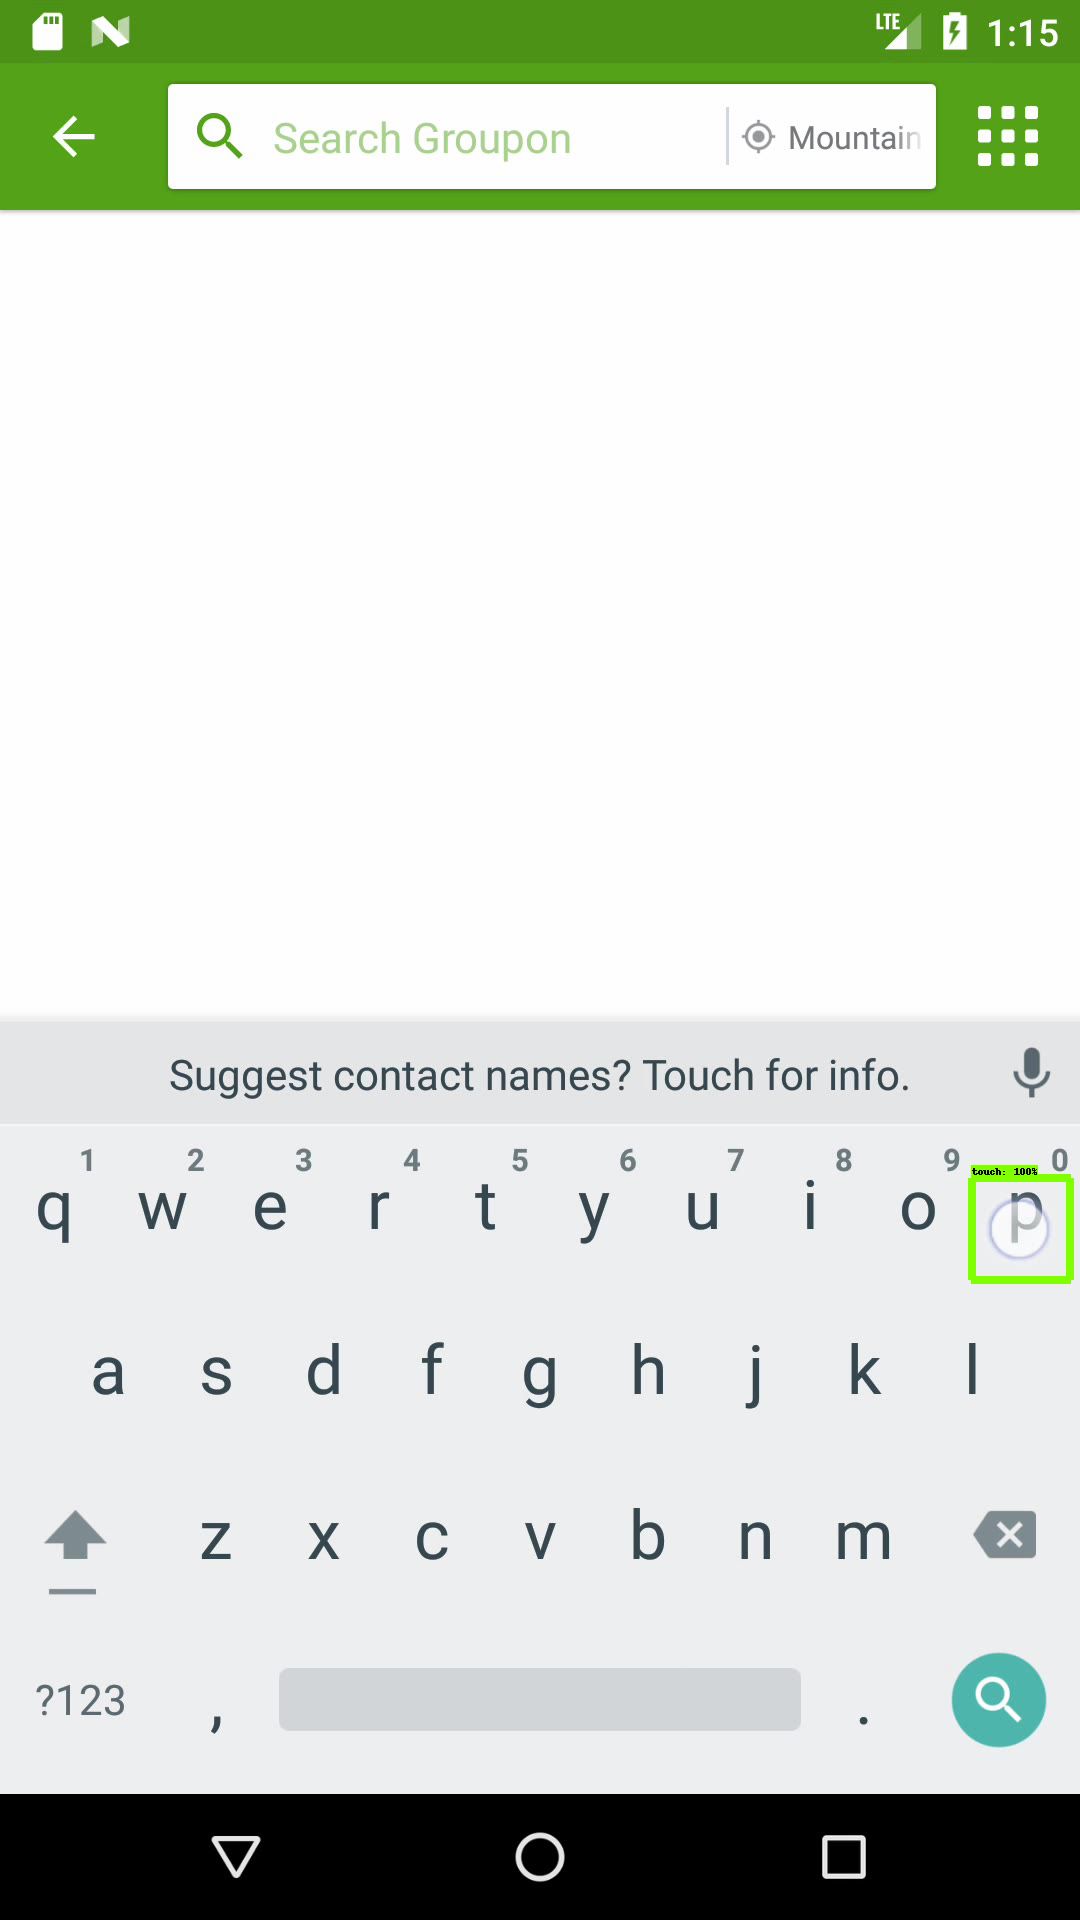 LTE 1:15
Search Groupon Mountain
Suggest contact names? Touch for info.
1 2 3 4 5 6 7 8 9 0
touch: 100%
q w e r t y u i o p
a s d f g h j k l
z x c v b n m
?123 , .